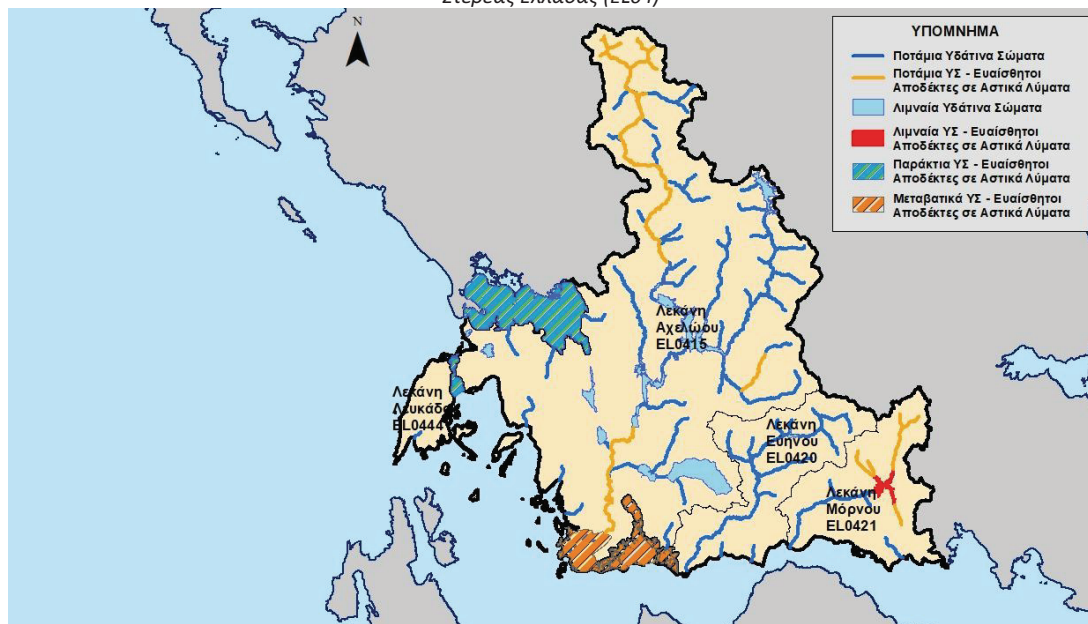 Στερεάς Ελλάδας (EL04)
N
ΥΠΟΜΝΗΜΑ
Ποτάμια Υδάτινα Σώματα
Ποτάμια ΥΣ - Ευαίσθητοι
Αποδέκτες σε Αστικά Λύματα
Λιμναία Υδάτινα Σώματα
Λιμναία ΥΣ - Ευαίσθητοι
Αποδέκτες σε Αστικά Λύματα
Παράκτια ΥΣ - Ευαίσθητοι
Αποδέκτες σε Αστικά Λύματα
Μεταβατικά ΥΣ - Ευαίσθητοι
Αποδέκτες σε Αστικά Λύματα
Λεκάνη
Αχελώου
EL0415
Λεκάνη
Λευκάδας
EL0444
Λεκάνη
Ευήνου
EL0420
Λεκάνη
Μόρνου
EL0421